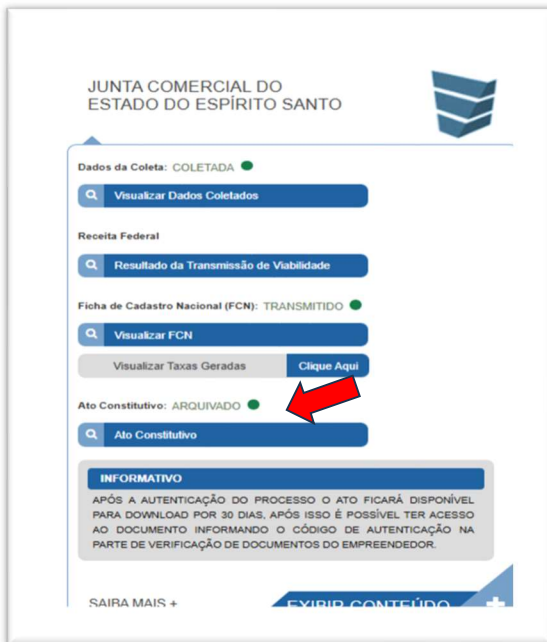 JUNTA COMERCIAL DO
ESTADO DO ESPÍRITO SANTO
Dados da Coleta: COLETADA
Visualizar Dados Coletados
Receita Federal
Resultado da Transmissão de Viabilidade
Ficha de Cadastro Nacional (FCN): TRANSMITIDO
Visualizar FCN
Visualizar Taxas Geradas Clique Aqui
Ato Constitutivo: ARQUIVADO
Ato Constitutivo
INFORMATIVO
APÓS A AUTENTICAÇÃO DO PROCESSO O ATO FICARÁ DISPONÍVEL
PARA DOWNLOAD POR 30 DIAS, APÓS ISSO É POSSÍVEL TER ACESSO
AO DOCUMENTO INFORMANDO O CÓDIGO DE AUTENTICAÇÃO NA
PARTE DE VERIFICAÇÃO DE DOCUMENTOS DO EMPREENDEDOR.
SAIBA MAIS + EXIBIR CONTEÚDO